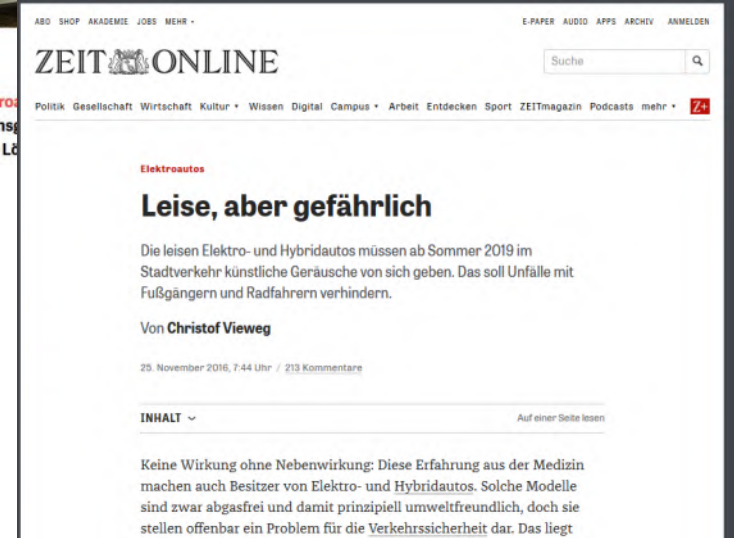 ABO SHOP AKADEMIE JOBS MEHR
E-PAPER AUDIO APPS ARCHIV ANMELDEN
ZEIT ONLINE
Suche
Politik Gesellschaft Wirtschaft Kultur Wissen Digital Campus Arbeit Entdecken Sport ZEITmagazin Podcasts mehr Z+
Elektroautos
Leise, aber gefährlich
Die leisen Elektro- und Hybridautos müssen ab Sommer 2019 im
Stadtverkehr künstliche Geräusche von sich geben. Das soll Unfälle mit
Fußgängern und Radfahrern verhindern.
Von Christof Vieweg
25. November 2016, 7:44 Uhr / 213 Kommentare
INHALT
Auf einer Seite lesen
Keine Wirkung ohne Nebenwirkung: Diese Erfahrung aus der Medizin
machen auch Besitzer von Elektro- und Hybridautos. Solche Modelle
sind zwar abgasfrei und damit prinzipiell umweltfreundlich, doch sie
stellen offenbar ein Problem für die Verkehrssicherheit dar. Das liegt